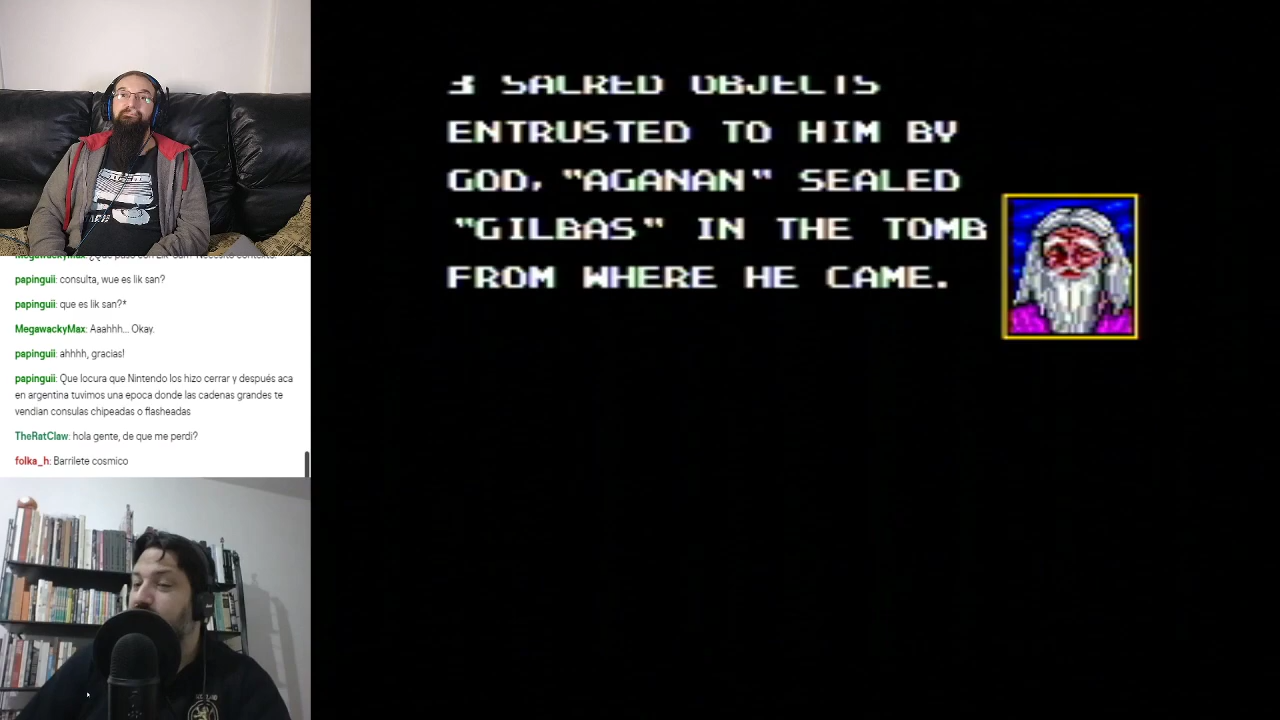 3 SACRED OBJECTS
ENTRUSTED TO HIM BY
GOD, "AGANAN" SEALED
"GILBAS" IN THE TOMB
FROM WHERE HE CAME.
papinguii: consulta, wue es lik san?
papinguii: que es lik san?*
MegawackyMax: Aaahhh... Okay.
papinguii: ahhhh, gracias!
papinguii: Que locura que Nintendo los hizo cerrar y después aca
en argentina tuvimos una epoca donde las cadenas grandes te
vendian consulas chipeadas o flasheadas
TheRatClaw: hola gente, de que me perdi?
folka_h: Barrilete cosmico